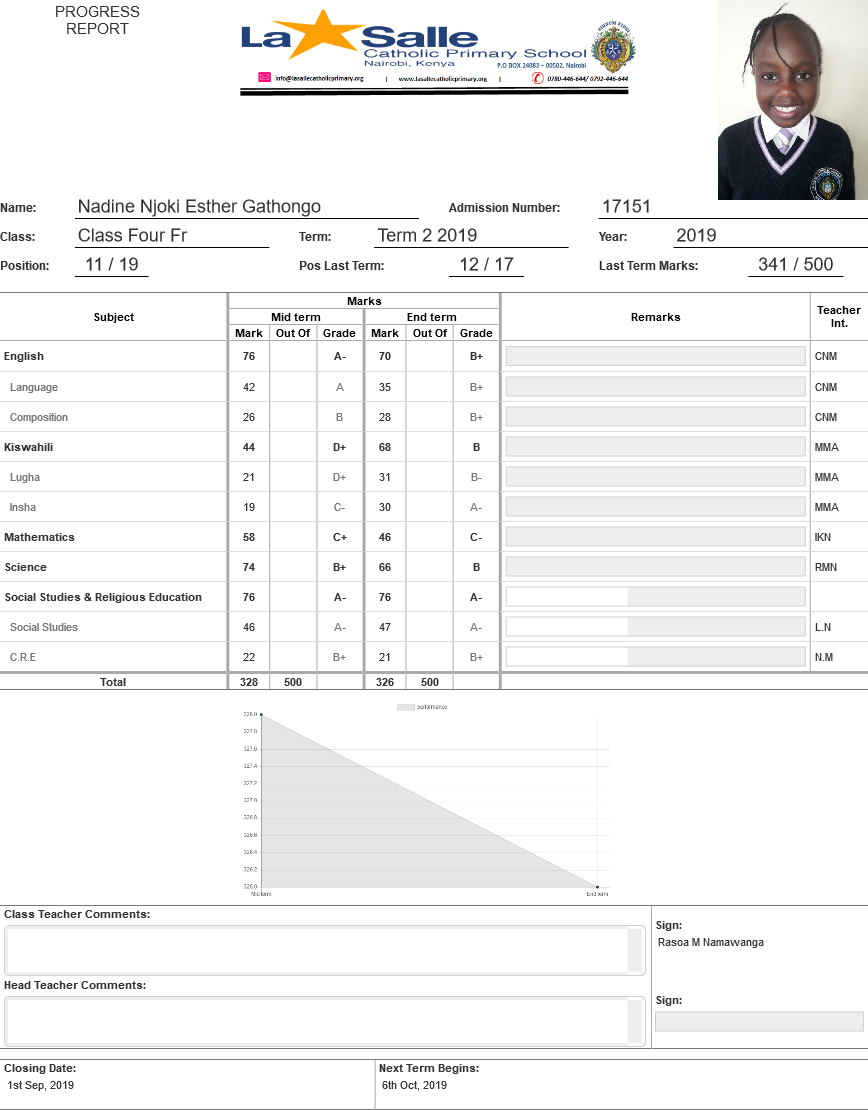 PROGRESS
REPORT
La Salle
Catholic Primary School
Nairobi, Kenya
P.O BOX 24083 – 00502, Nairobi
info@lasallecatholicprimary.org | www.lasallecatholicprimary.org | 0780-446-644/ 0792-446-644
Name: Nadine Njoki Esther Gathongo Admission Number: 17151
Class: Class Four Fr Term: Term 2 2019 Year: 2019
Position: 11 / 19 Pos Last Term: 12 / 17 Last Term Marks: 341 / 500
Subject Marks Remarks Teacher Int.
Mid term End term
Mark Out Of Grade Mark Out Of Grade
English 76 A- 70 B+ CNM
Language 42 A 35 B+ CNM
Composition 26 B 28 B+ CNM
Kiswahili 44 D+ 68 B MMA
Lugha 21 D+ 31 B- MMA
Insha 19 C- 30 A- MMA
Mathematics 58 C+ 46 C- IKN
Science 74 B+ 66 B RMN
Social Studies & Religious Education 76 A- 76 A-
Social Studies 46 A- 47 A- L.N
C.R.E 22 B+ 21 B+ N.M
Total 328 500 326 500
performance
328.0
327.8
327.6
327.4
327.2
327.0
326.8
326.6
326.4
326.2
326.0
Mid term End term
Class Teacher Comments:
Sign:
Rasoa M Namawanga
Head Teacher Comments:
Sign:
Closing Date: Next Term Begins:
1st Sep, 2019 6th Oct, 2019